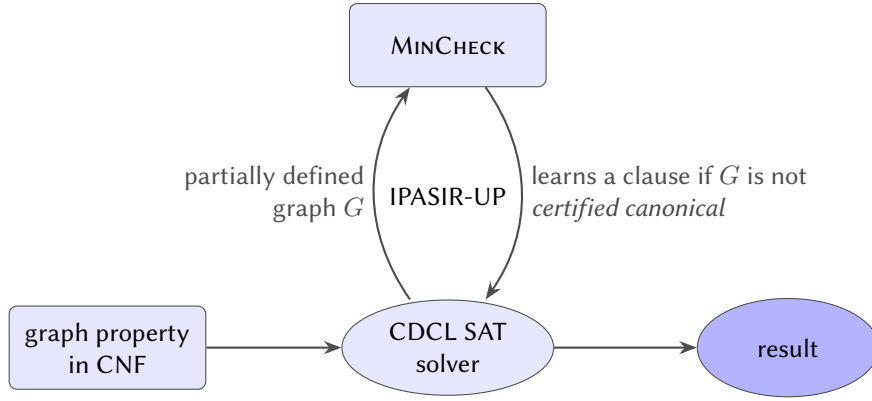 MinCheck
partially defined
graph G
IPASIR-UP
learns a clause if G is not
certified canonical
graph property
in CNF
CDCL SAT
solver
result